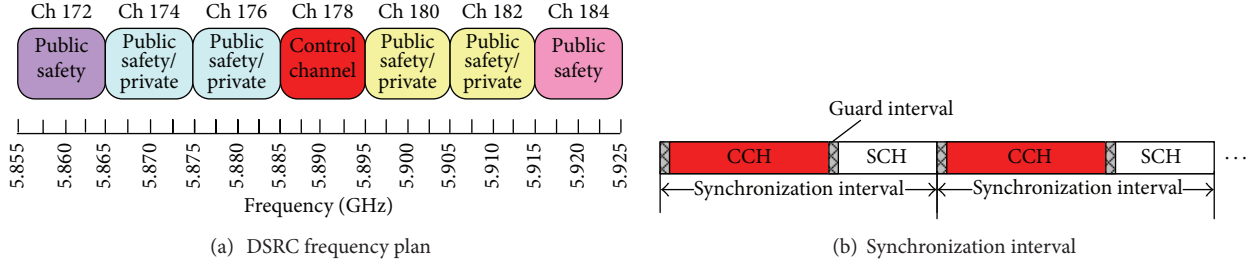 Ch 172 Ch 174 Ch 176 Ch 178 Ch 180 Ch 182 Ch 184
Public safety
Public safety/ private
Public safety/ private
Control channel
Public safety/ private
Public safety/ private
Public safety
5.855 5.860 5.865 5.870 5.875 5.880 5.885 5.890 5.895 5.900 5.905 5.910 5.915 5.920 5.925
Frequency (GHz)
(a) DSRC frequency plan
Guard interval
CCH SCH CCH SCH ...
Synchronization interval Synchronization interval
(b) Synchronization interval